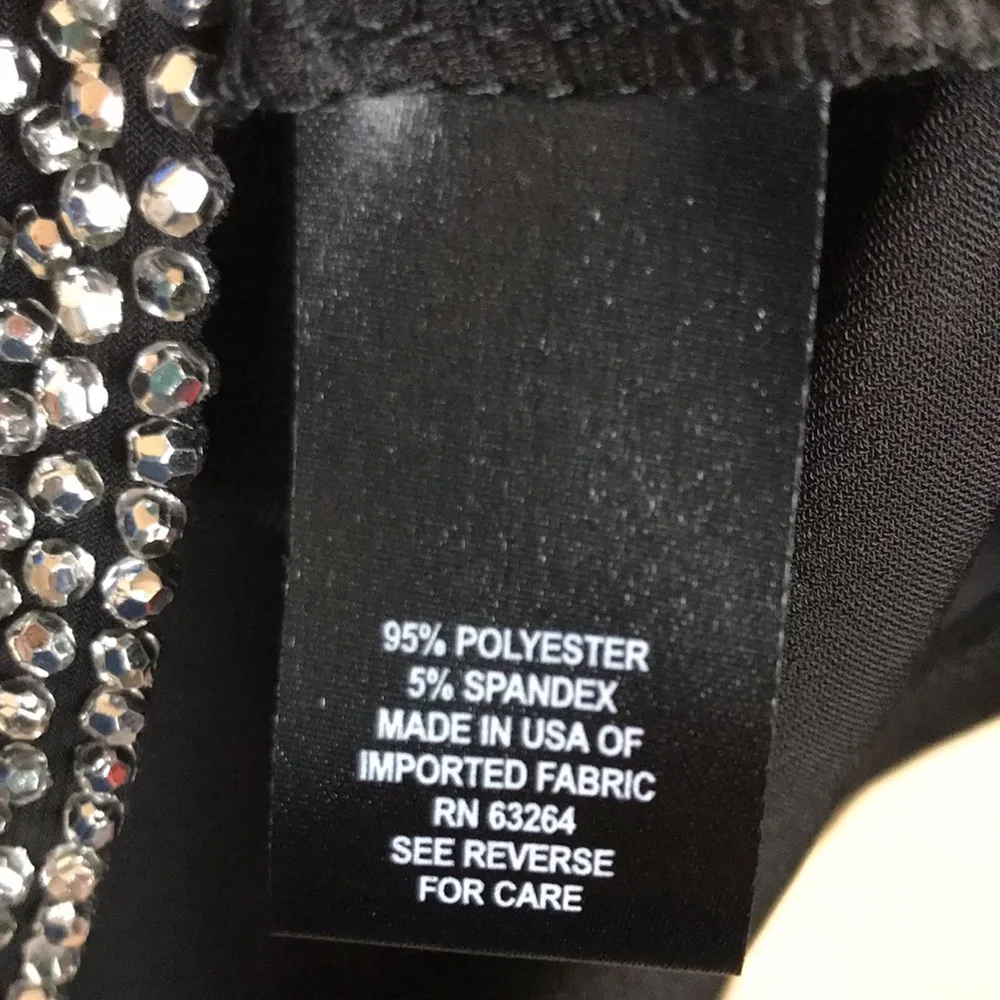 95% POLYESTER
5% SPANDEX
MADE IN USA OF
IMPORTED FABRIC
RN 63264
SEE REVERSE
FOR CARE